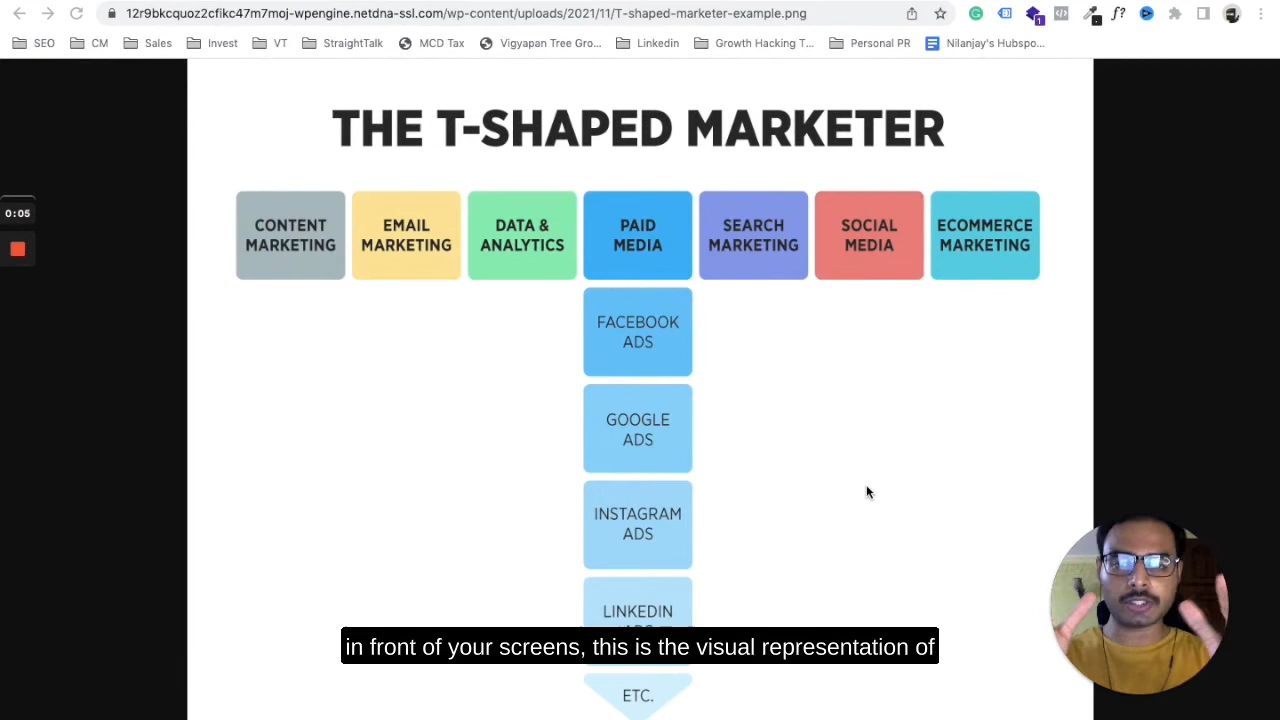 12r9bkcquoz2cfikc47m7moj-wpengine.netdna-ssl.com/wp-content/uploads/2021/11/T-shaped-marketer-example.png
f?
1
SEO CM Sales Invest VT StraightTalk MCD Tax Vigyapan Tree Gro... Linkedin Growth Hacking T... Personal PR Nilanjay's Hubspo...
THE T-SHAPED MARKETER
0:05
CONTENT
MARKETING
EMAIL
MARKETING
DATA &
ANALYTICS
PAID
MEDIA
SEARCH
MARKETING
SOCIAL
MEDIA
ECOMMERCE
MARKETING
FACEBOOK
ADS
GOOGLE
ADS
INSTAGRAM
ADS
LINKEDIN
in front of your screens, this is the visual representation of
ETC.